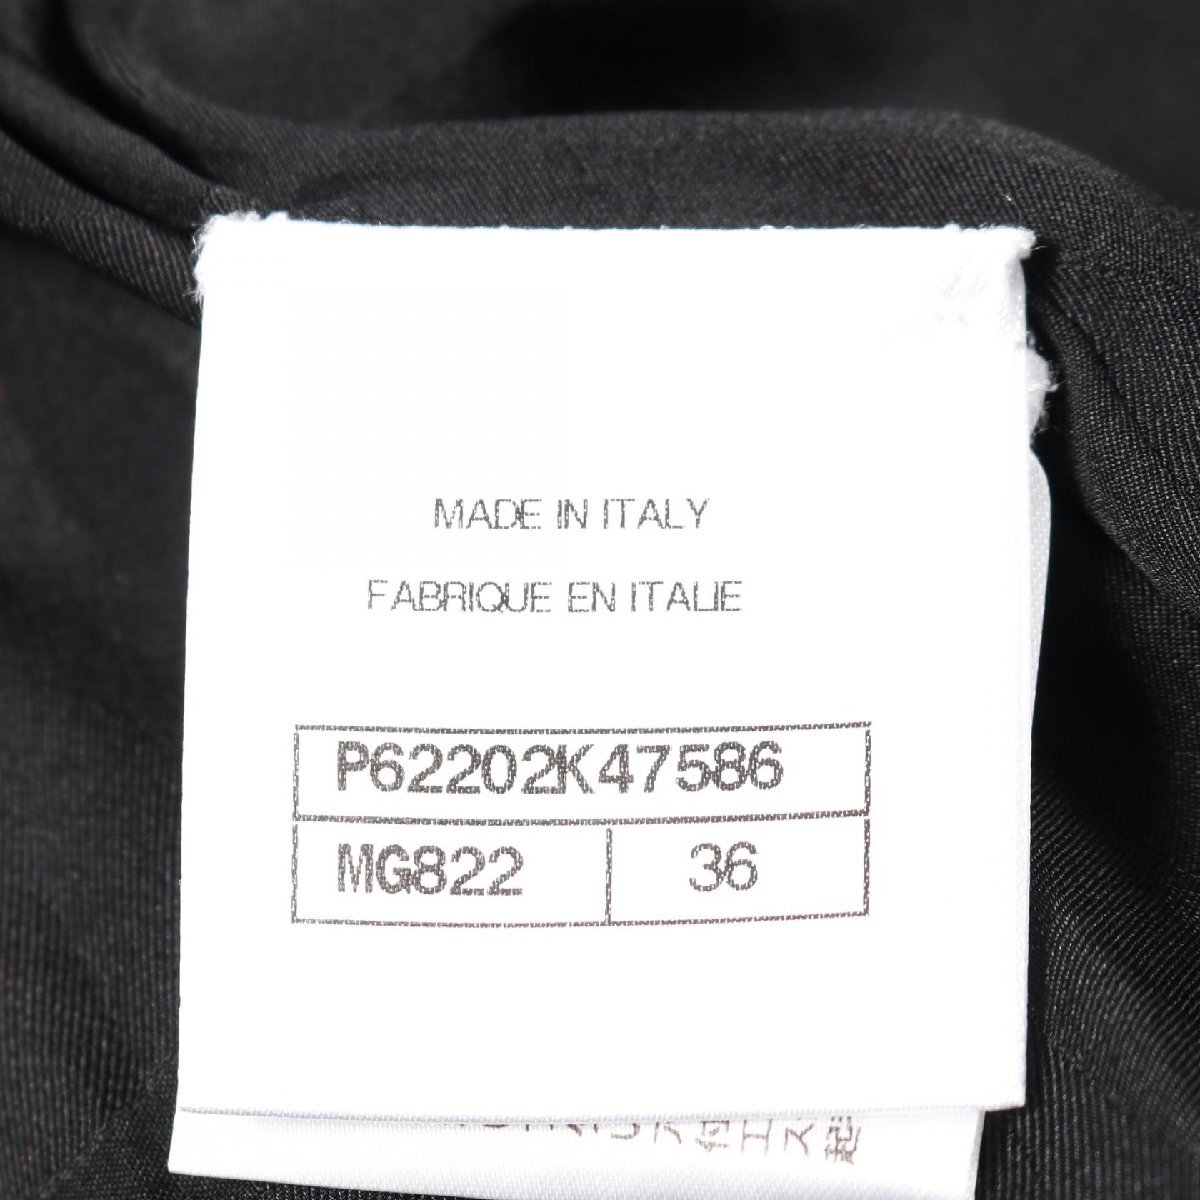 MADE IN ITALY
FABRIQUE EN ITALIE
P62202K47586
MG822 36